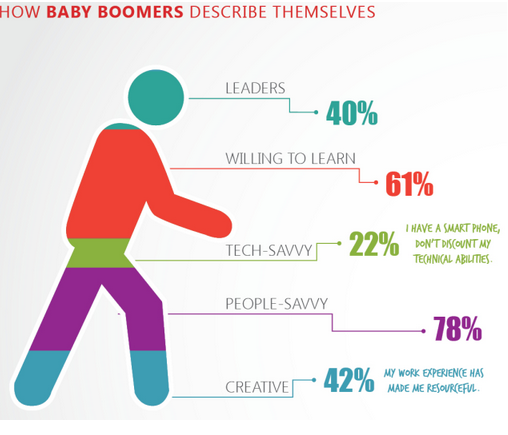 HOW BABY BOOMERS DESCRIBE THEMSELVES
LEADERS
40%
WILLING TO LEARN
61%
TECH-SAVVY
22%
I HAVE A SMART PHONE,
DON'T DISCOUNT MY
TECHNICAL ABILITIES.
PEOPLE-SAVVY
78%
CREATIVE
42%
MY WORK EXPERIENCE HAS
MADE ME RESOURCEFUL.